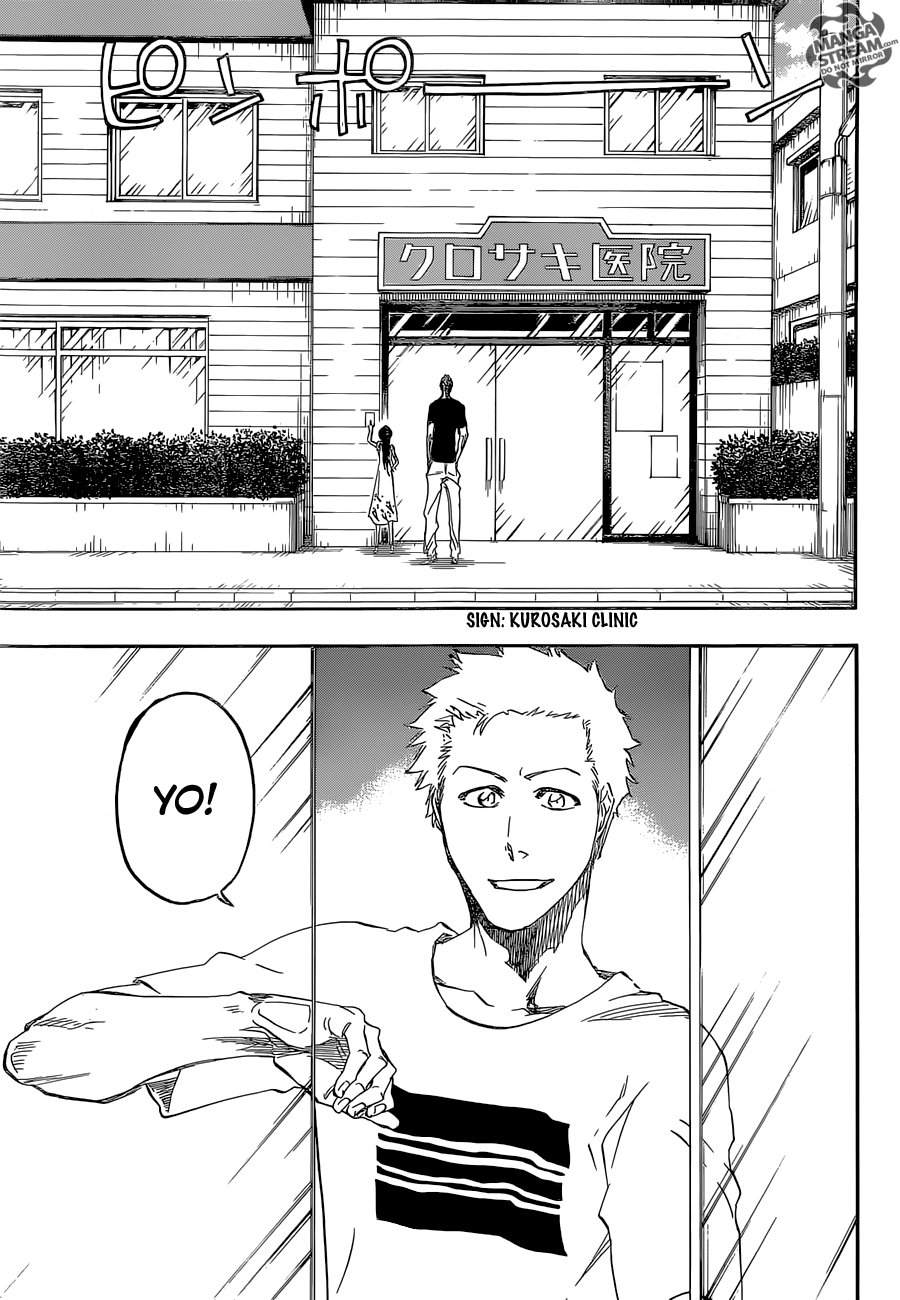 MANGA
STREAM.com
DO NOT MIRROR
ピンポーン
クロサキ医院
SIGN: KUROSAKI CLINIC
YO!